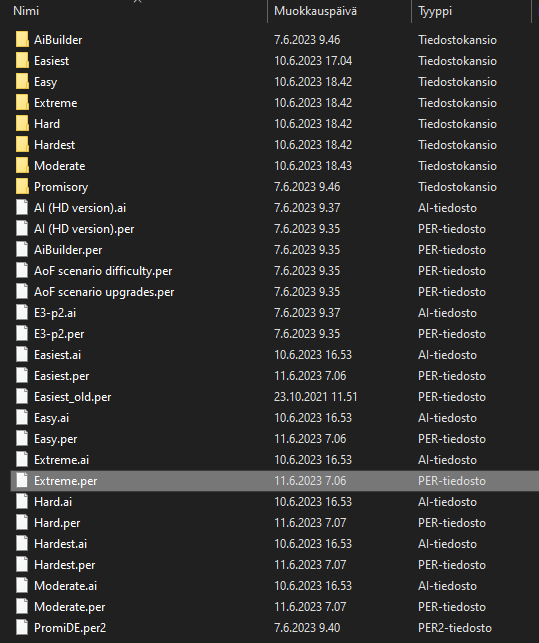 Nimi Muokkauspäivä Tyyppi
AiBuilder 7.6.2023 9.46 Tiedostokansio
Easiest 10.6.2023 17.04 Tiedostokansio
Easy 10.6.2023 18.42 Tiedostokansio
Extreme 10.6.2023 18.42 Tiedostokansio
Hard 10.6.2023 18.42 Tiedostokansio
Hardest 10.6.2023 18.42 Tiedostokansio
Moderate 10.6.2023 18.43 Tiedostokansio
Promisory 7.6.2023 9.46 Tiedostokansio
AI (HD version).ai 7.6.2023 9.37 AI-tiedosto
AI (HD version).per 7.6.2023 9.35 PER-tiedosto
AiBuilder.per 7.6.2023 9.35 PER-tiedosto
AoF scenario difficulty.per 7.6.2023 9.35 PER-tiedosto
AoF scenario upgrades.per 7.6.2023 9.35 PER-tiedosto
E3-p2.ai 7.6.2023 9.37 AI-tiedosto
E3-p2.per 7.6.2023 9.35 PER-tiedosto
Easiest.ai 10.6.2023 16.53 AI-tiedosto
Easiest.per 11.6.2023 7.06 PER-tiedosto
Easiest_old.per 23.10.2021 11.51 PER-tiedosto
Easy.ai 10.6.2023 16.53 AI-tiedosto
Easy.per 11.6.2023 7.06 PER-tiedosto
Extreme.ai 10.6.2023 16.53 AI-tiedosto
Extreme.per 11.6.2023 7.06 PER-tiedosto
Hard.ai 10.6.2023 16.53 AI-tiedosto
Hard.per 11.6.2023 7.07 PER-tiedosto
Hardest.ai 10.6.2023 16.53 AI-tiedosto
Hardest.per 11.6.2023 7.07 PER-tiedosto
Moderate.ai 10.6.2023 16.53 AI-tiedosto
Moderate.per 11.6.2023 7.07 PER-tiedosto
PromiDE.per2 7.6.2023 9.40 PER2-tiedosto